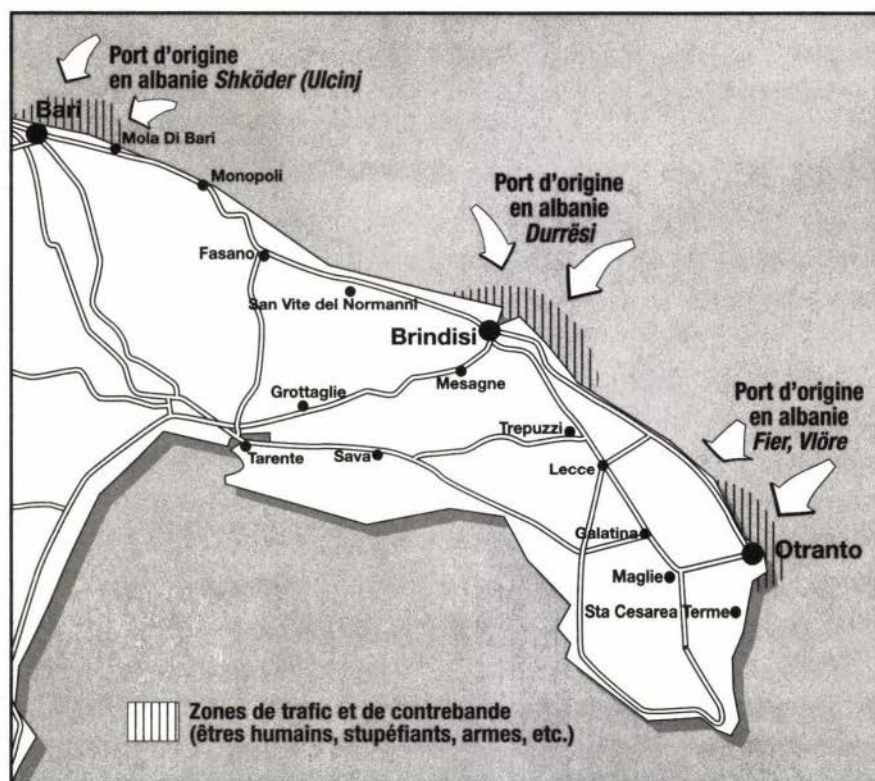 Port d'origine
en albanie Shköder (Ulcinj
Bari
Mola Di Bari
Monopoli
Port d'origine
en albanie
Durrësi
Fasano
San Vite del Normanni
Brindisi
Mesagne
Grottaglie
Port d'origine
en albanie
Fier, Vlöre
Trepuzzi
Tarente
Sava
Lecce
Galatina
Otranto
Maglie
Sta Cesarea Terme
Zones de trafic et de contrebande
(êtres humains, stupéfiants, armes, etc.)